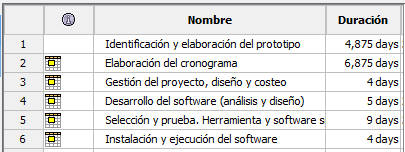 Nombre Duración
1 Identificación y elaboración del prototipo 4,875 days
2 Elaboración del cronograma 6,875 days
3 Gestión del proyecto, diseño y costeo 4 days
4 Desarrollo del software (análisis y diseño) 5 days
5 Selección y prueba. Herramienta y software s 9 days
6 Instalación y ejecución del software 4 days